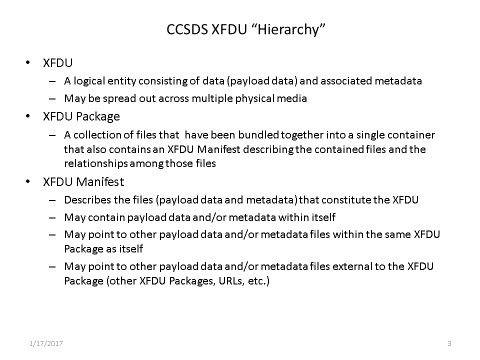 CCSDS XFDU “Hierarchy”
• XFDU
– A logical entity consisting of data (payload data) and associated metadata
– May be spread out across multiple physical media
• XFDU Package
– A collection of files that have been bundled together into a single container
that also contains an XFDU Manifest describing the contained files and the
relationships among those files
• XFDU Manifest
– Describes the files (payload data and metadata) that constitute the XFDU
– May contain payload data and/or metadata within itself
– May point to other payload data and/or metadata files within the same XFDU
Package as itself
– May point to other payload data and/or metadata files external to the XFDU
Package (other XFDU Packages, URLs, etc.)
1/17/2017
3